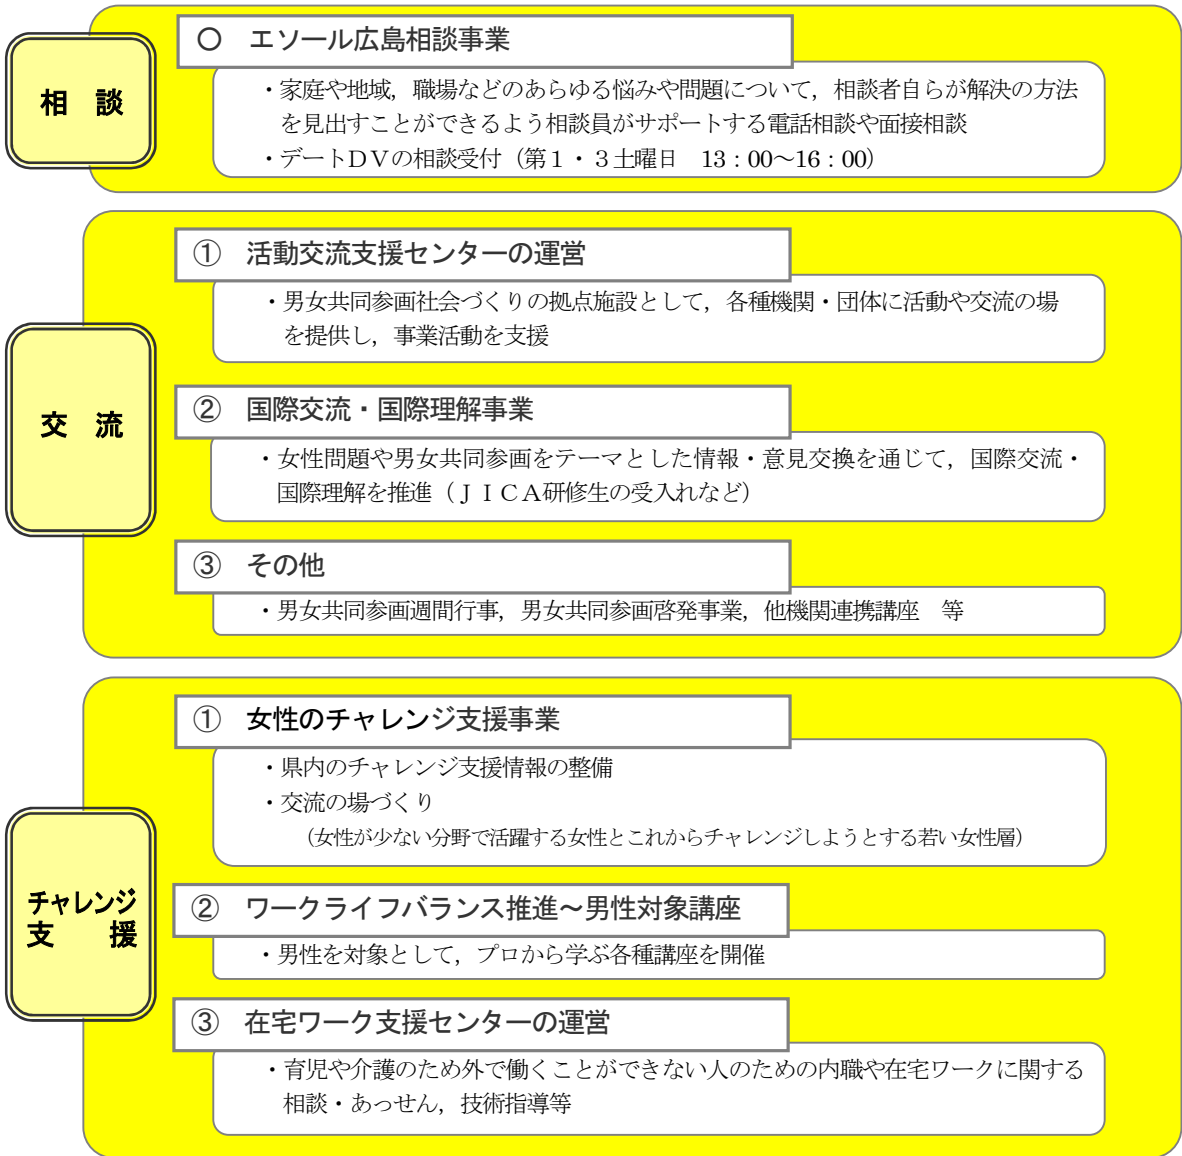 相　談
○　エソール広島相談事業
・家庭や地域，職場などのあらゆる悩みや問題について，相談者自らが解決の方法
を見出すことができるよう相談員がサポートする電話相談や面接相談
・デートＤＶの相談受付（第１・３土曜日　13：00～16：00）
交　流
①　活動交流支援センターの運営
・男女共同参画社会づくりの拠点施設として，各種機関・団体に活動や交流の場
を提供し，事業活動を支援
②　国際交流・国際理解事業
・女性問題や男女共同参画をテーマとした情報・意見交換を通じて，国際交流・
国際理解を推進（ＪＩＣＡ研修生の受入れなど）
③　その他
・男女共同参画週間行事，男女共同参画啓発事業，他機関連携講座　等
チャレンジ
支　　援
①　女性のチャレンジ支援事業
・県内のチャレンジ支援情報の整備
・交流の場づくり
（女性が少ない分野で活躍する女性とこれからチャレンジしようとする若い女性層）
②　ワークライフバランス推進～男性対象講座
・男性を対象として，プロから学ぶ各種講座を開催
③　在宅ワーク支援センターの運営
・育児や介護のため外で働くことができない人のための内職や在宅ワークに関する
相談・あっせん，技術指導等